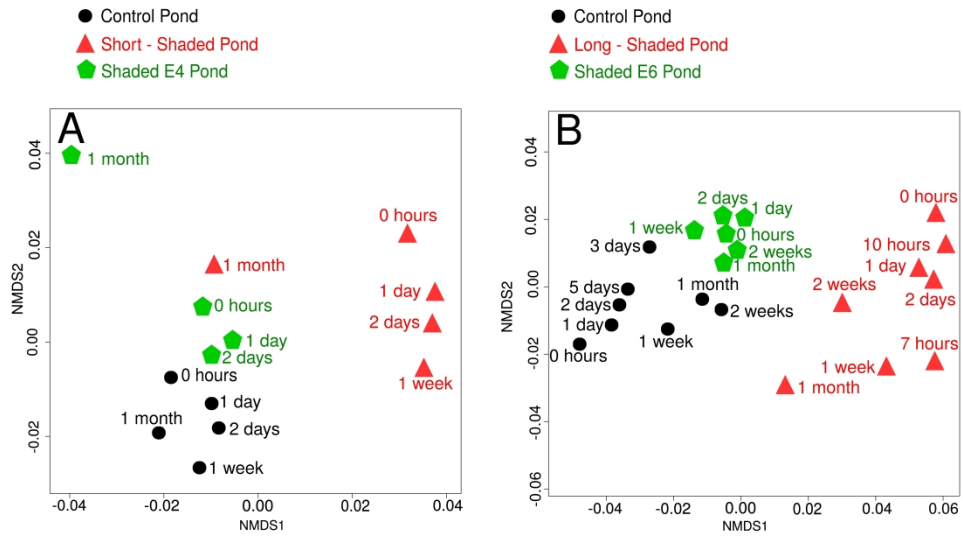 Control Pond
Short - Shaded Pond
Shaded E4 Pond
A
1 month
0 hours
1 month
1 day
0 hours
2 days
1 day
2 days
0 hours
1 week
1 day
1 month
2 days
1 week
NMDS2
0.04
0.02
0.00
-0.02
-0.04
-0.02
0.00
0.02
0.04
NMDS1
Control Pond
Long - Shaded Pond
Shaded E6 Pond
B
2 days
1 day
0 hours
1 week
0 hours
3 days
2 weeks
10 hours
1 month
1 day
5 days
1 month
2 weeks
2 days
2 days
2 weeks
1 day
1 week
7 hours
0 hours
1 week
1 month
NMDS2
0.04
0.02
0.00
-0.02
-0.04
-0.06
-0.04
-0.02
0.00
0.02
0.04
0.06
NMDS1